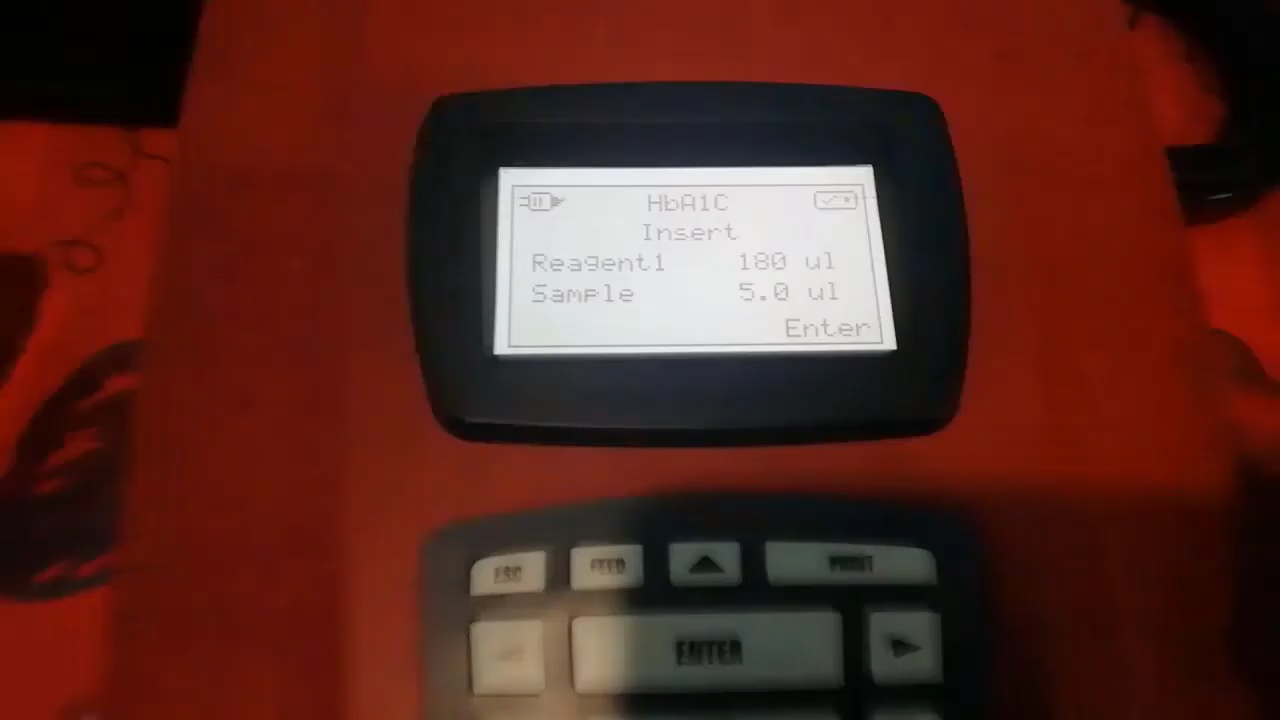 HbA1C
Insert
Reagent1 180 ul
Sample 5.0 ul
Enter
ESC FEED PRINT
ENTER